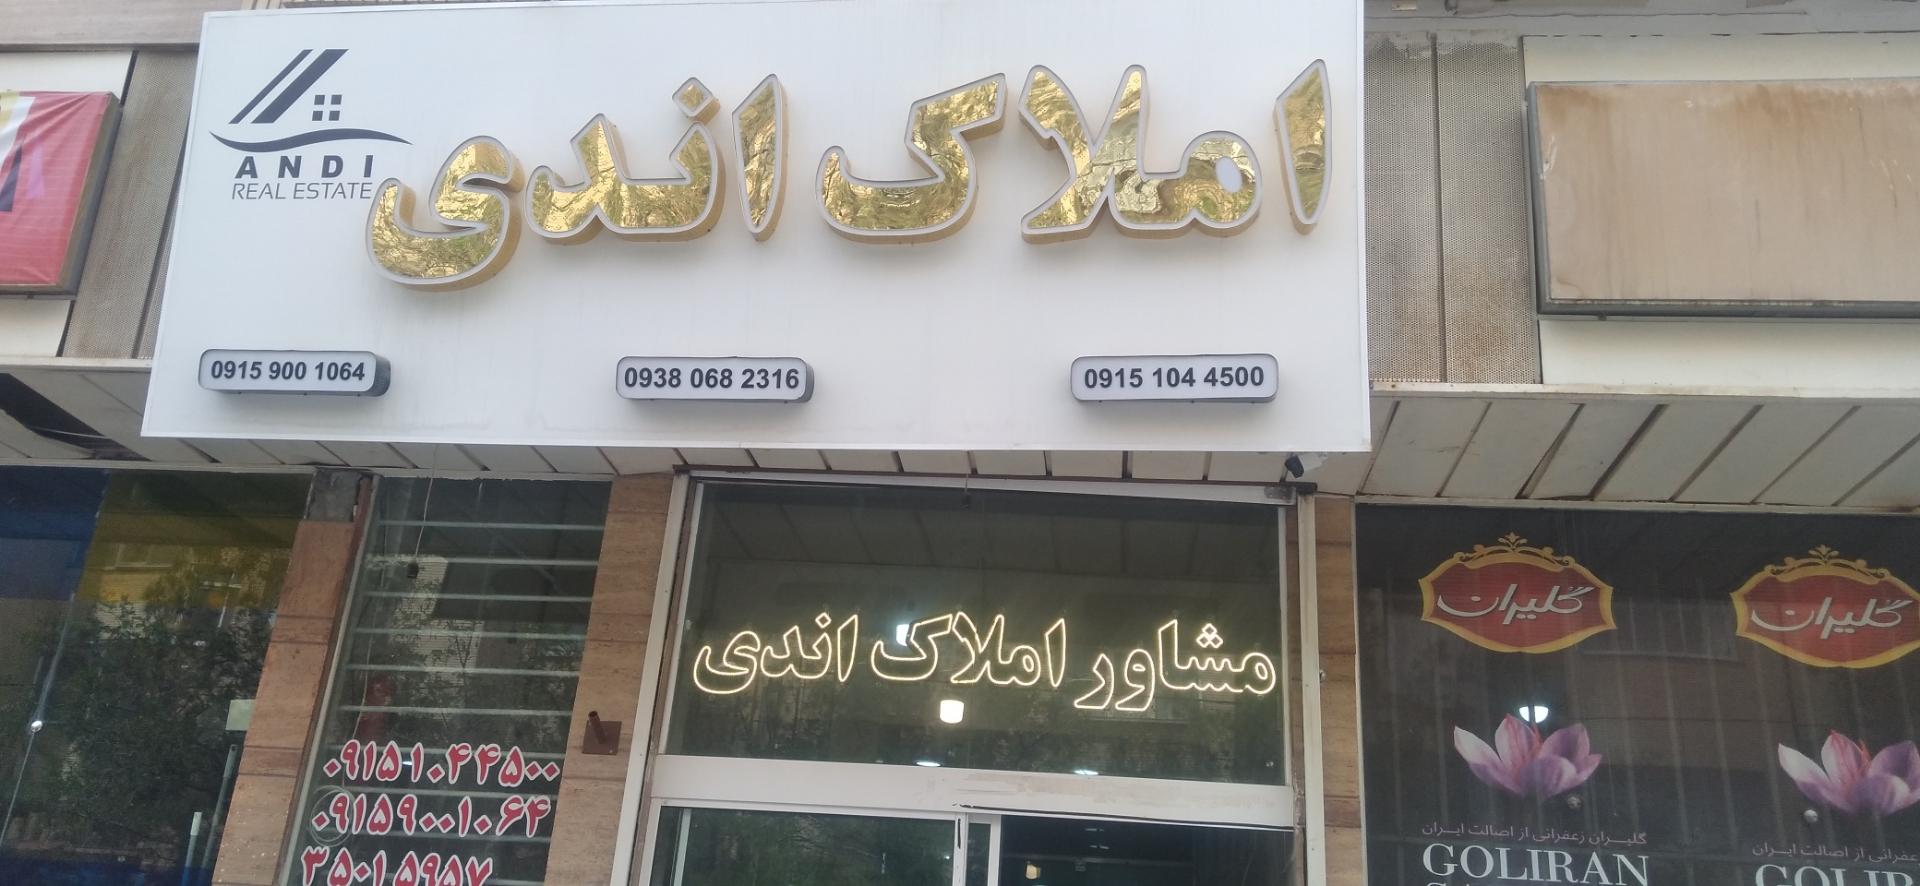 املاک اندی
ANDI
REAL ESTATE
0915 900 1064
0938 068 2316
0915 104 4500
مشاور املاک اندی
۰۹۱۵۱۰۴۴۵۰۰
۰۹۱۵۹۰۰۱۰۶۴
۳۵۰۱۵۹۵۷
گلیران
گلیران
گلیران زعفرانی از اصالت ایران
GOLIRAN
زعفرانی از اصالت ایران